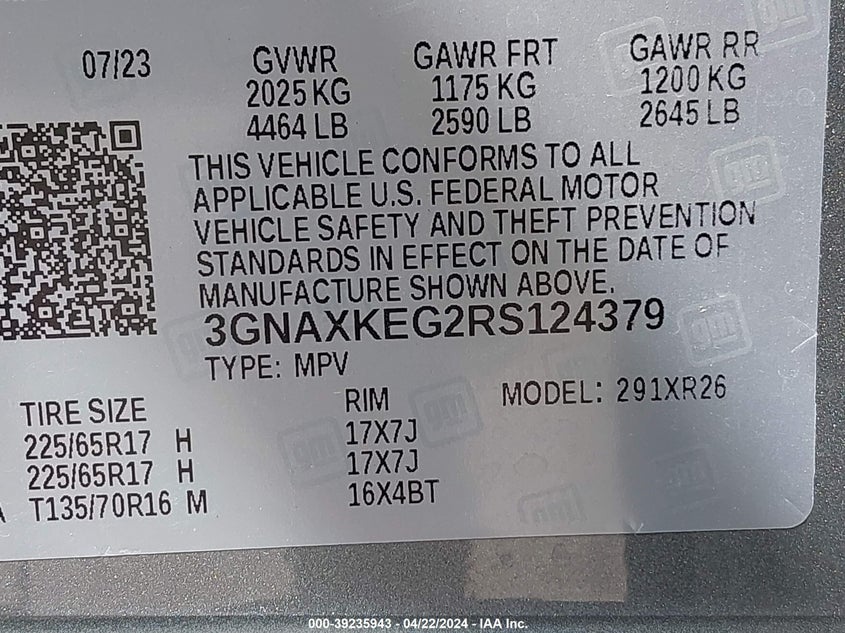 07/23 GVWR GAWR FRT GAWR RR
2025 KG 1175 KG 1200 KG
4464 LB 2590 LB 2645 LB
THIS VEHICLE CONFORMS TO ALL
APPLICABLE U.S. FEDERAL MOTOR
VEHICLE SAFETY AND THEFT PREVENTION
STANDARDS IN EFFECT ON THE DATE OF
MANUFACTURE SHOWN ABOVE.
3GNAXKEG2RS124379
TYPE: MPV
TIRE SIZE RIM MODEL: 291XR26
225/65R17 H 17X7J
225/65R17 H 17X7J
T135/70R16 M 16X4BT
000-39235943 - 04/22/2024 - IAA Inc.